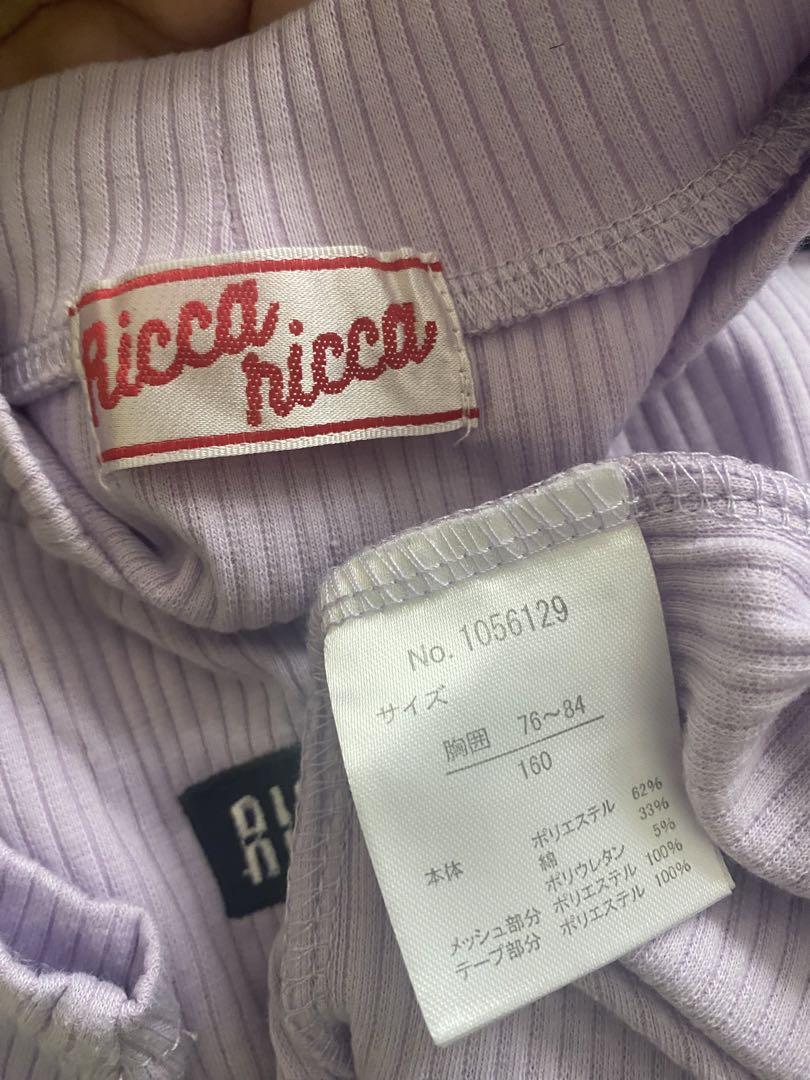 Ricca
ricca
No. 1056129
サイズ
胸囲 76～84
160
本体 ポリエステル 62%
綿 33%
ポリウレタン 5%
メッシュ部分 ポリエステル 100%
テープ部分 ポリエステル 100%